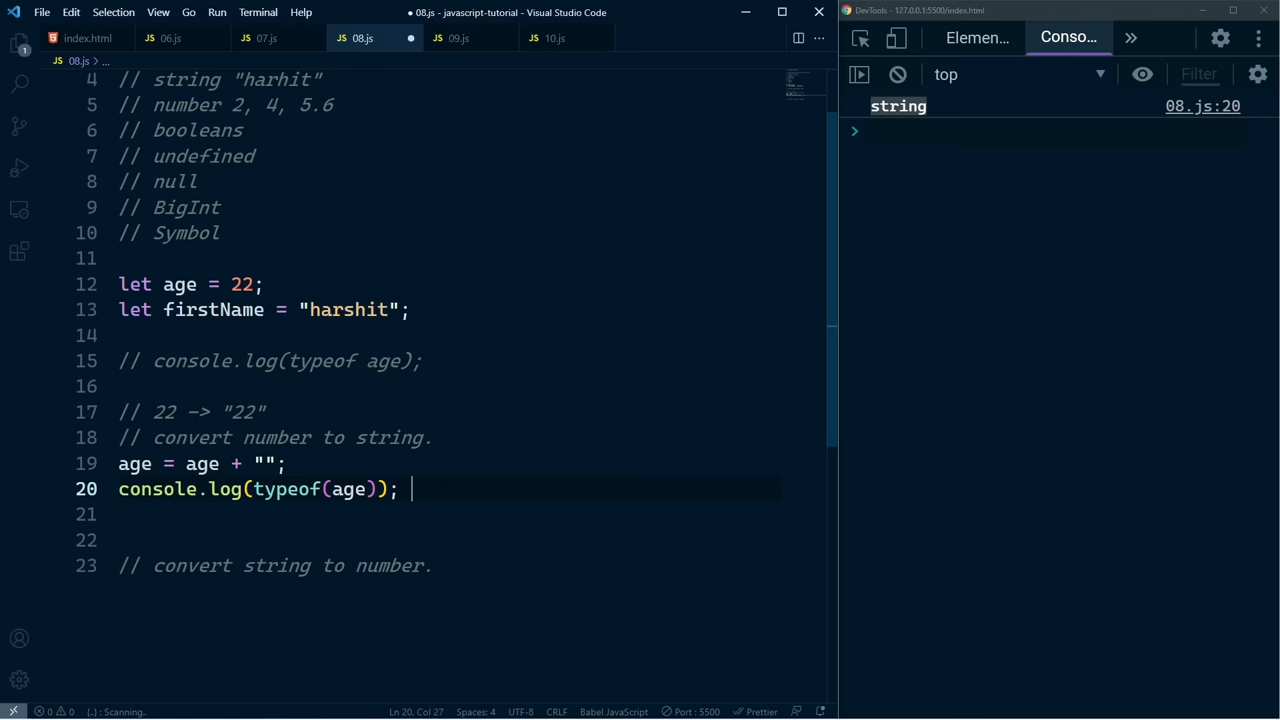 File Edit Selection View Go Run Terminal Help ● 08.js - javascript-tutorial - Visual Studio Code
DevTools - 127.0.0.1:5500/index.html
index.html JS 06.js JS 07.js JS 08.js JS 09.js JS 10.js
Elemen... Conso...
JS 08.js > ...
top Filter
4 // string "harhit"
string 08.js:20
5 // number 2, 4, 5.6
6 // booleans
7 // undefined
8 // null
9 // BigInt
10 // Symbol
11
12 let age = 22;
13 let firstName = "harshit";
14
15 // console.log(typeof age);
16
17 // 22 -> "22"
18 // convert number to string.
19 age = age + "";
20 console.log(typeof(age));
21
22
23 // convert string to number.
1
0 0 {..} : Scanning.. Ln 20, Col 27 Spaces: 4 UTF-8 CRLF Babel JavaScript Port : 5500 Prettier